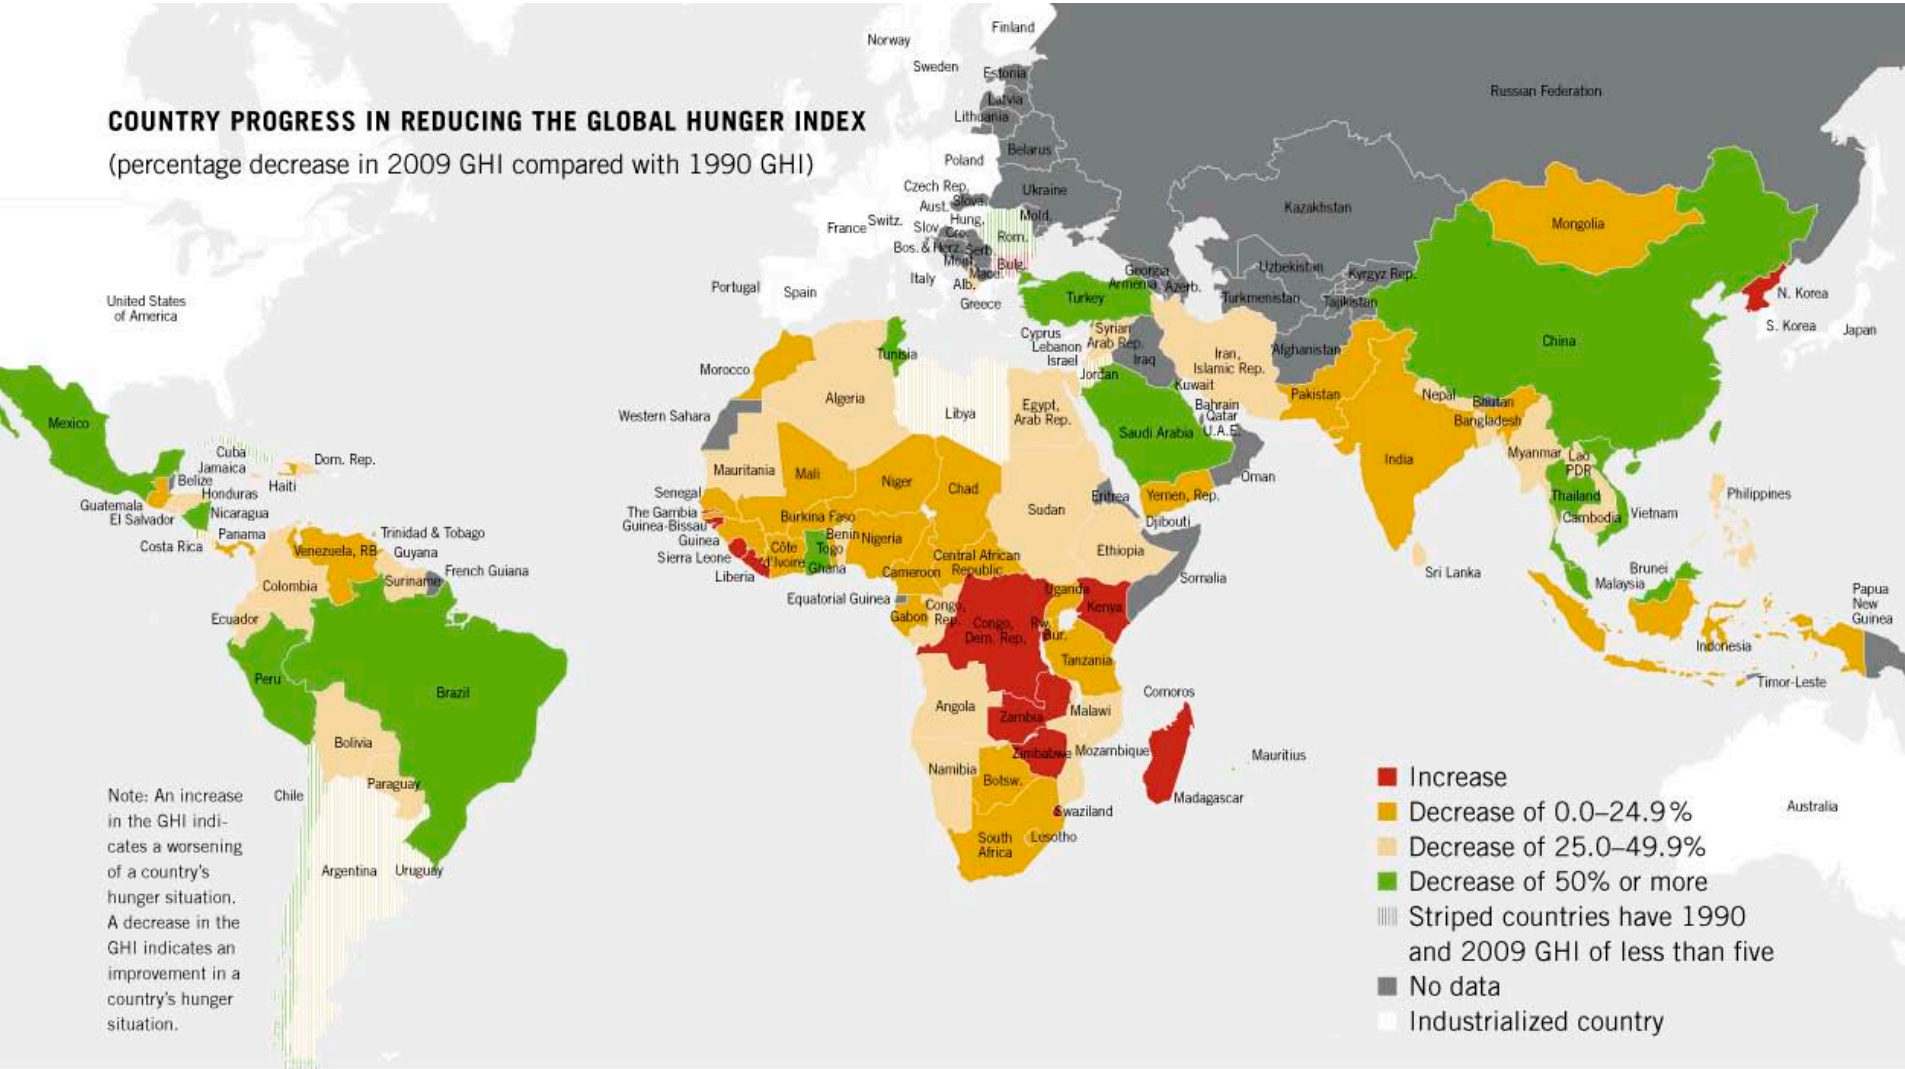 COUNTRY PROGRESS IN REDUCING THE GLOBAL HUNGER INDEX
(percentage decrease in 2009 GHI compared with 1990 GHI)
Finland
Norway
Sweden
Estonia
Latvia
Lithuania
Belarus
Poland
Czech Rep.
Slova.
Ukraine
Aust.
Hung.
Mold.
France
Switz.
Slov.
Cro.
Rom.
Bos. & Herz.
Serb.
Mont.
Bulg.
Mace.
Italy
Alb.
Greece
Portugal
Spain
Russian Federation
Kazakhstan
Mongolia
Georgia
Armenia
Azerb.
Uzbekistan
Kyrgyz Rep.
Turkmenistan
Tajikistan
Turkey
N. Korea
S. Korea
Japan
China
Cyprus
Lebanon
Israel
Syrian
Arab Rep.
Iraq
Jordan
Iran,
Islamic Rep.
Afghanistan
Kuwait
Bahrain
Qatar
U.A.E.
Saudi Arabia
Oman
Yemen, Rep.
Pakistan
Nepal
Bhutan
Bangladesh
India
Myanmar
Lao
PDR
Thailand
Cambodia
Vietnam
Philippines
Sri Lanka
Brunei
Malaysia
Indonesia
Papua
New
Guinea
Timor-Leste
Australia
United States
of America
Mexico
Cuba
Jamaica
Belize
Dom. Rep.
Haiti
Honduras
Guatemala
El Salvador
Nicaragua
Panama
Costa Rica
Trinidad & Tobago
Venezuela, RB
Guyana
Suriname
French Guiana
Colombia
Ecuador
Peru
Brazil
Bolivia
Paraguay
Chile
Argentina
Uruguay
Tunisia
Morocco
Algeria
Libya
Egypt,
Arab Rep.
Western Sahara
Mauritania
Mali
Niger
Chad
Sudan
Eritrea
Djibouti
Senegal
The Gambia
Guinea-Bissau
Guinea
Sierra Leone
Liberia
Burkina Faso
Côte
d'Ivoire
Benin
Togo
Ghana
Nigeria
Cameroon
Central African
Republic
Ethiopia
Somalia
Equatorial Guinea
Gabon
Congo,
Rep.
Congo,
Dem. Rep.
Uganda
Kenya
Rw.
Bur.
Tanzania
Comoros
Angola
Zambia
Malawi
Zimbabwe
Mozambique
Mauritius
Namibia
Botsw.
Madagascar
Swaziland
South
Africa
Lesotho
Note: An increase
in the GHI indi-
cates a worsening
of a country's
hunger situation.
A decrease in the
GHI indicates an
improvement in a
country's hunger
situation.
Increase
Decrease of 0.0–24.9%
Decrease of 25.0–49.9%
Decrease of 50% or more
Striped countries have 1990
and 2009 GHI of less than five
No data
Industrialized country